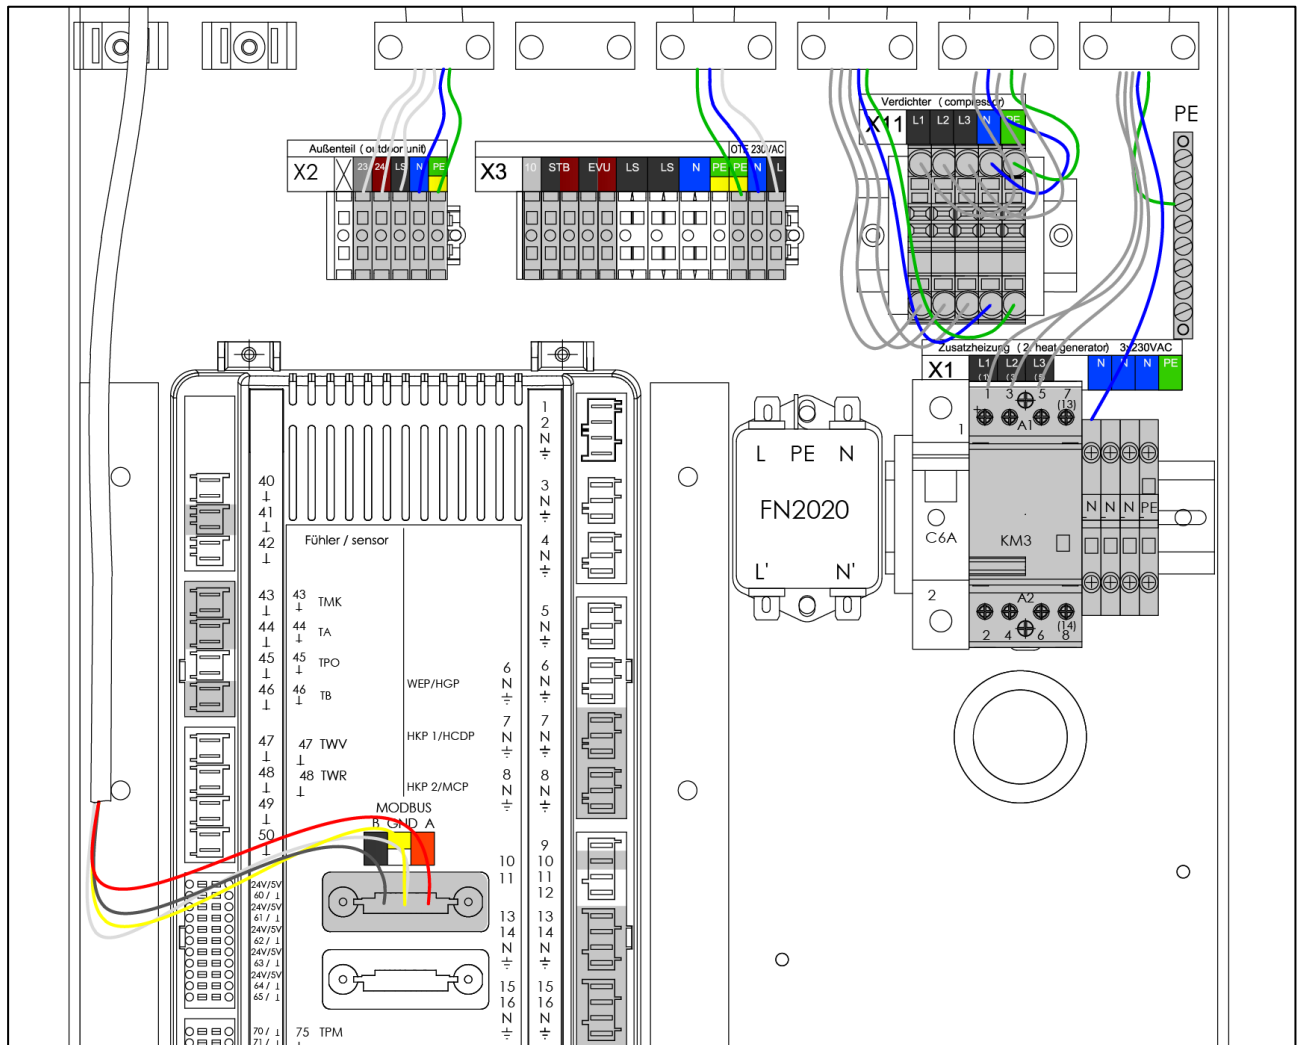 Verdichter ( compressor)
X11 L1 L2 L3 N PE
PE
Außenteil ( outdoor unit)
X2 23 24 LS N PE
OTE 230VAC
X3 10 STB EVU LS LS N PE PE N L
Zusatzheizung ( 2. heat generator) 3x230VAC
X1 L1 L2 L3 N N N PE
(1) (3) (5)
1 3 5 7
(13)
A1
1
C6A
KM3
N N N PE
2
A2
(14)
2 4 6 8
L PE N
FN2020
L' N'
1
2
N
3
N
4
N
5
N
6
N
7
N
8
N
9
10
11
12
13
14
N
15
16
N
6
N
7
N
8
N
10
11
13
14
N
15
16
N
40
41
42
43
44
45
46
47
48
49
50
Fühler / sensor
43 TMK
44 TA
45 TPO
46 TB
47 TWV
48 TWR
WEP/HGP
HKP 1/HCDP
HKP 2/MCP
MODBUS
B GND A
24V/5V
60 / ⊥
24V/5V
61 / ⊥
24V/5V
62 / ⊥
24V/5V
63 / ⊥
24V/5V
64 / ⊥
65 / ⊥
70 / ⊥
71 / ⊥
75 TPM